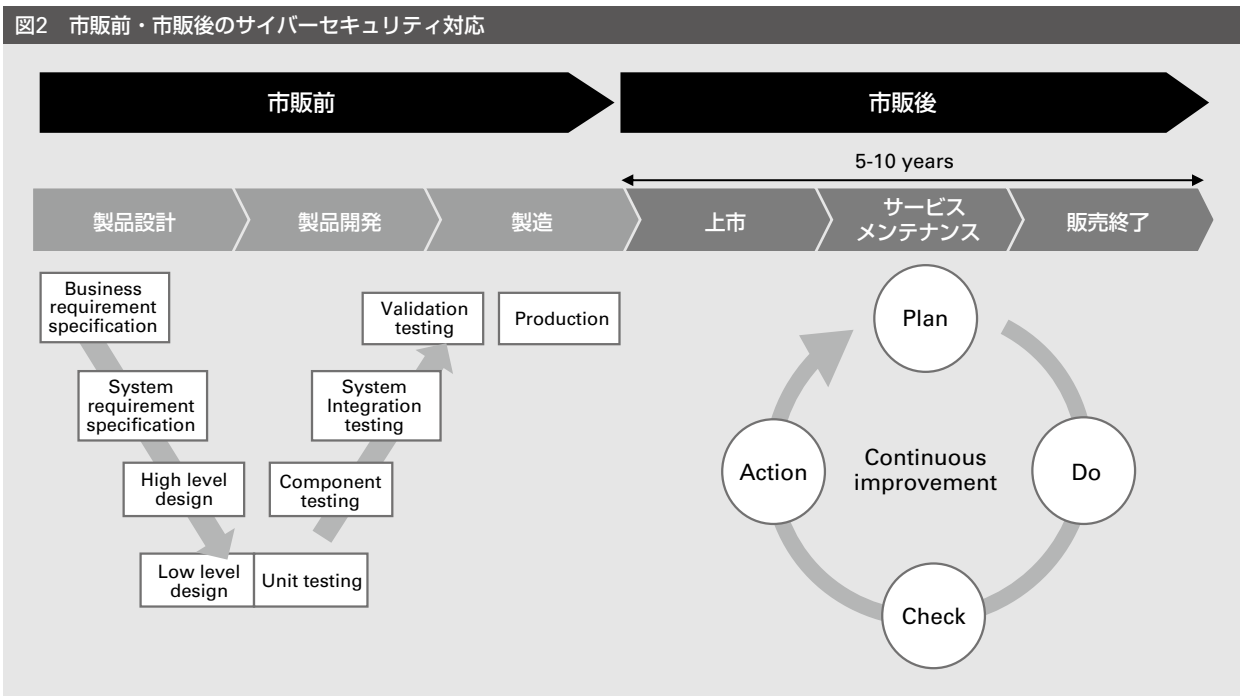 図2 市販前・市販後のサイバーセキュリティ対応
市販前
市販後
5-10 years
製品設計
製品開発
製造
上市
サービス
メンテナンス
販売終了
Business
requirement
specification
System
requirement
specification
High level
design
Low level
design
Unit testing
Component
testing
System
Integration
testing
Validation
testing
Production
Plan
Do
Check
Action
Continuous
improvement